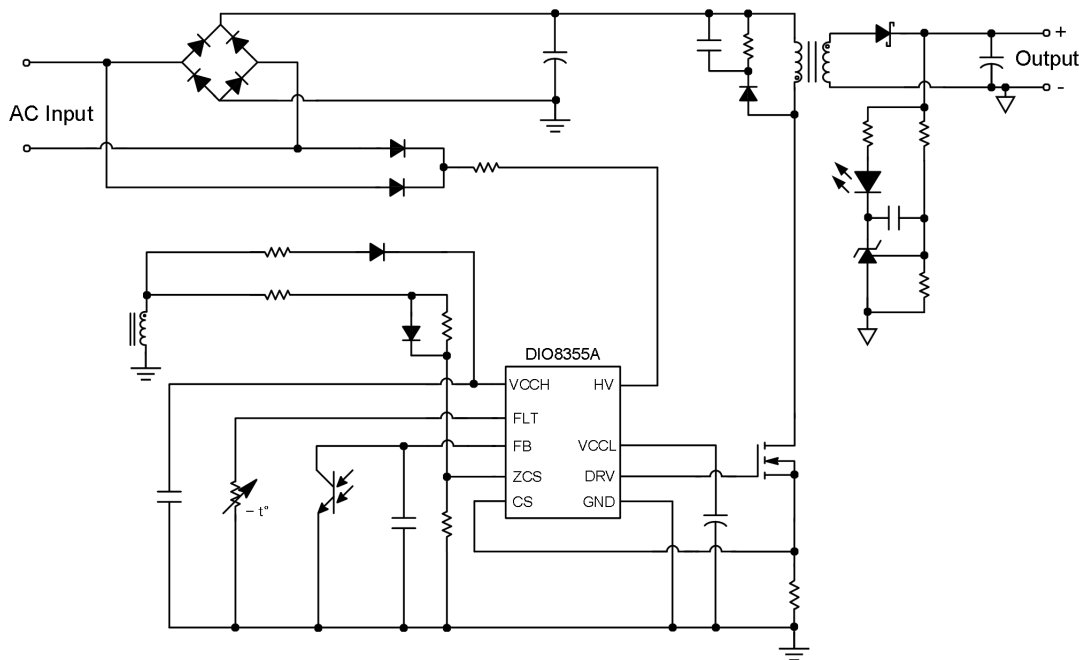 +
Output
-
AC Input
DIO8355A
VCCH
HV
FLT
FB
VCCL
ZCS
DRV
CS
GND
- t°